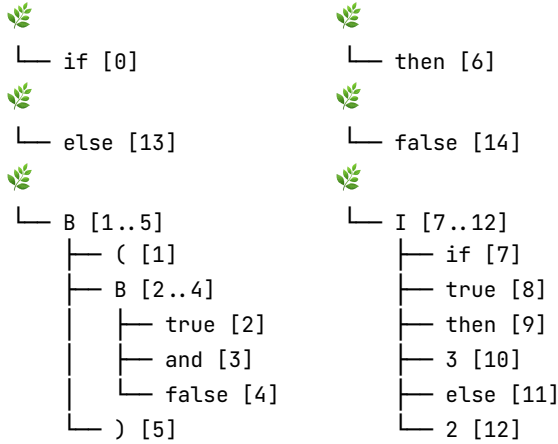 if [0]
then [6]
else [13]
false [14]
B [1..5]
( [1]
B [2..4]
true [2]
and [3]
false [4]
) [5]
I [7..12]
if [7]
true [8]
then [9]
3 [10]
else [11]
2 [12]